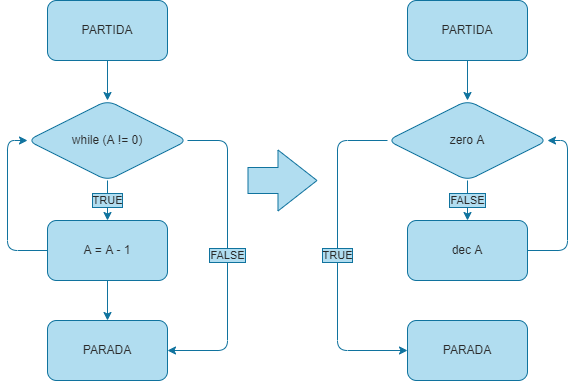 PARTIDA
while (A != 0)
TRUE
A = A - 1
FALSE
PARADA
PARTIDA
zero A
FALSE
dec A
TRUE
PARADA